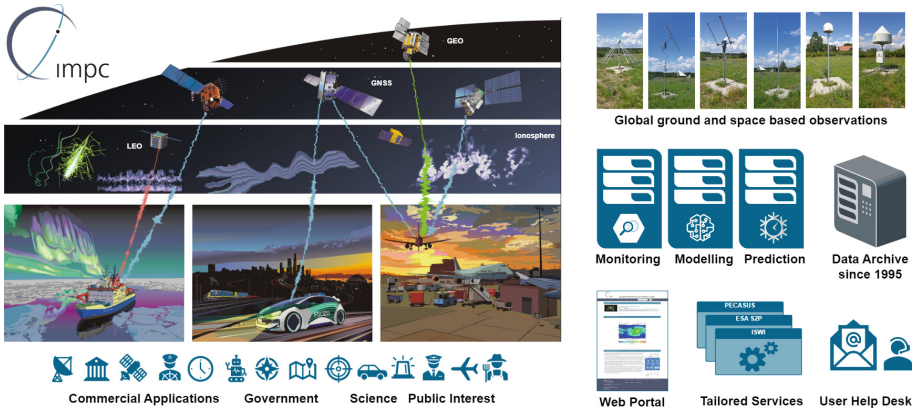 impc
GEO
GNSS
Ionosphere
LEO
POLIZEI
Commercial Applications
Government
Science
Public Interest
Global ground and space based observations
Monitoring
Modelling
Prediction
Data Archive
since 1995
PECASUS
ESA S2P
ISWI
Web Portal
Tailored Services
User Help Desk